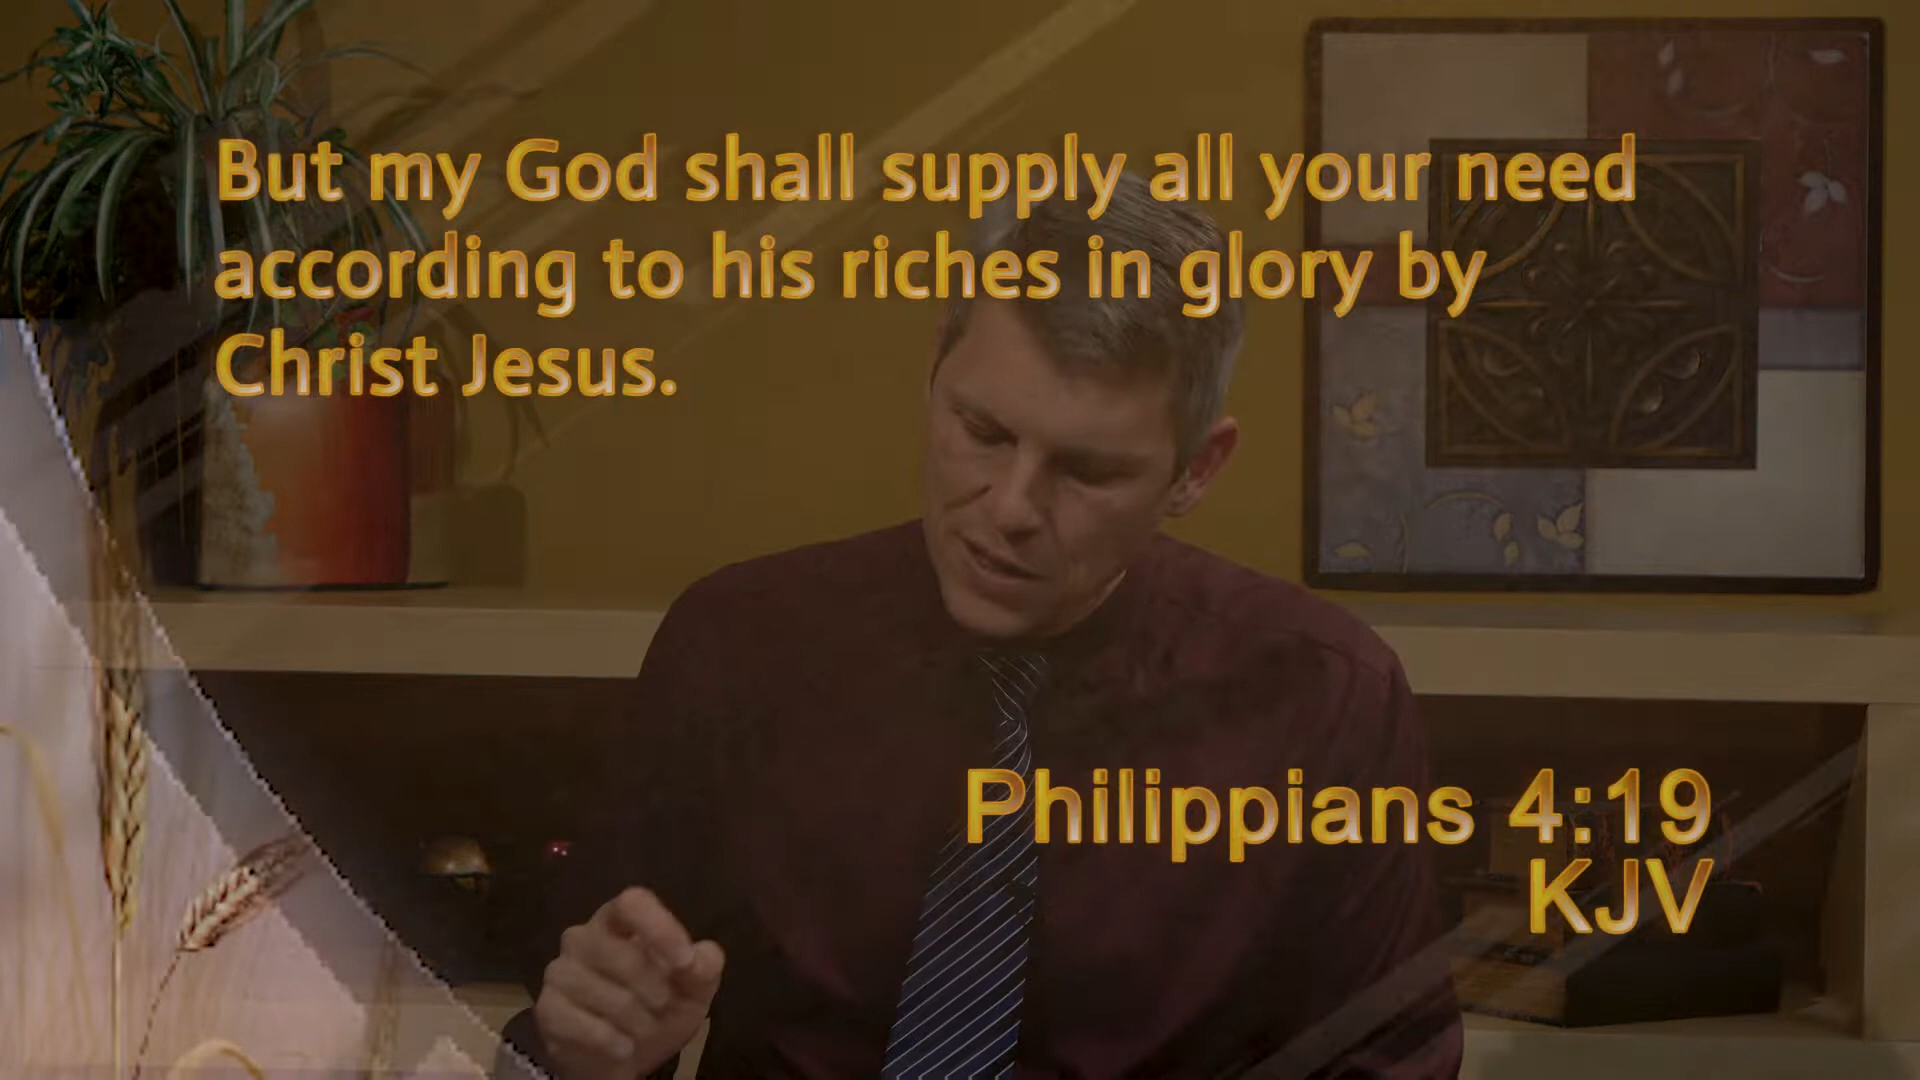 But my God shall supply all your need
according to his riches in glory by
Christ Jesus.
Philippians 4:19
KJV